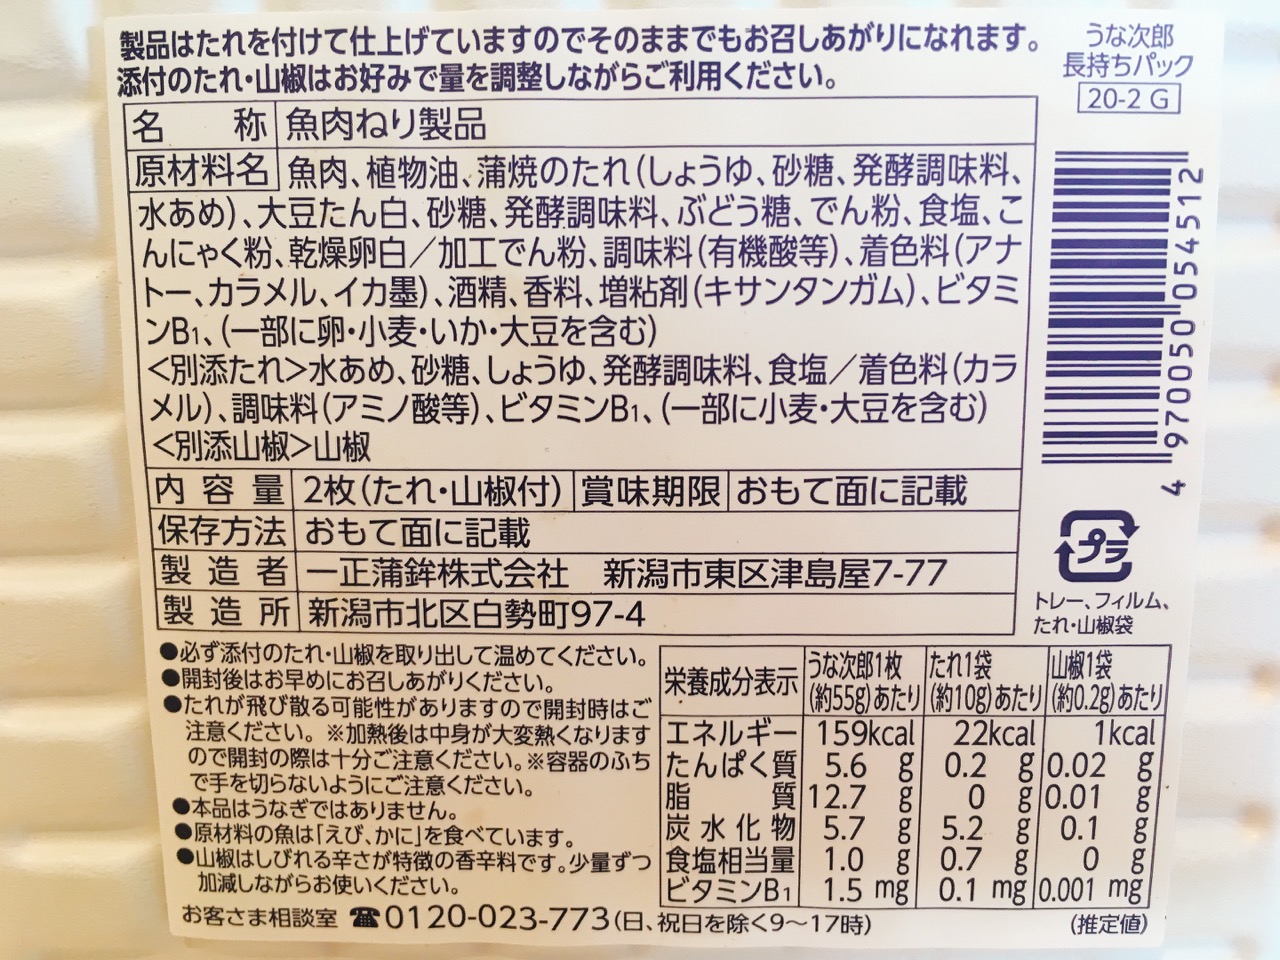 製品はたれを付けて仕上げていますのでそのままでもお召しあがりになれます。
添付のたれ・山椒はお好みで量を調整しながらご利用ください。
うな次郎
長持ちパック
20-2 G
名 称 魚肉ねり製品
原材料名 魚肉、植物油、蒲焼のたれ(しょうゆ、砂糖、発酵調味料、
水あめ)、大豆たん白、砂糖、発酵調味料、ぶどう糖、でん粉、食塩、こ
んにゃく粉、乾燥卵白/加工でん粉、調味料(有機酸等)、着色料(アナ
トー、カラメル、イカ墨)、酒精、香料、増粘剤(キサンタンガム)、ビタミ
ンB1、(一部に卵・小麦・いか・大豆を含む)
<別添たれ>水あめ、砂糖、しょうゆ、発酵調味料、食塩/着色料(カラ
メル)、調味料(アミノ酸等)、ビタミンB1、(一部に小麦・大豆を含む)
<別添山椒>山椒
内容量 2枚(たれ・山椒付) 賞味期限 おもて面に記載
保存方法 おもて面に記載
製造者 一正蒲鉾株式会社 新潟市東区津島屋7-77
製造所 新潟市北区白勢町97-4
4 970050 054512
プラ
トレー、フィルム、
たれ・山椒袋
●必ず添付のたれ・山椒を取り出して温めてください。
●開封後はお早めにお召しあがりください。
●たれが飛び散る可能性がありますので開封時はご
注意ください。※加熱後は中身が大変熱くなります
ので開封の際は十分ご注意ください。※容器のふち
で手を切らないようにご注意ください。
●本品はうなぎではありません。
●原材料の魚は「えび、かに」を食べています。
●山椒はしびれる辛さが特徴の香辛料です。少量ずつ
加減しながらお使いください。
栄養成分表示 うな次郎1枚(約55g)あたり たれ1袋(約10g)あたり 山椒1袋(約0.2g)あたり
エネルギー 159kcal 22kcal 1kcal
たんぱく質 5.6 g 0.2 g 0.02 g
脂質 12.7 g 0 g 0.01 g
炭水化物 5.7 g 5.2 g 0.1 g
食塩相当量 1.0 g 0.7 g 0 g
ビタミンB1 1.5 mg 0.1 mg 0.001 mg
(推定値)
お客さま相談室 ☎0120-023-773(日、祝日を除く9〜17時)